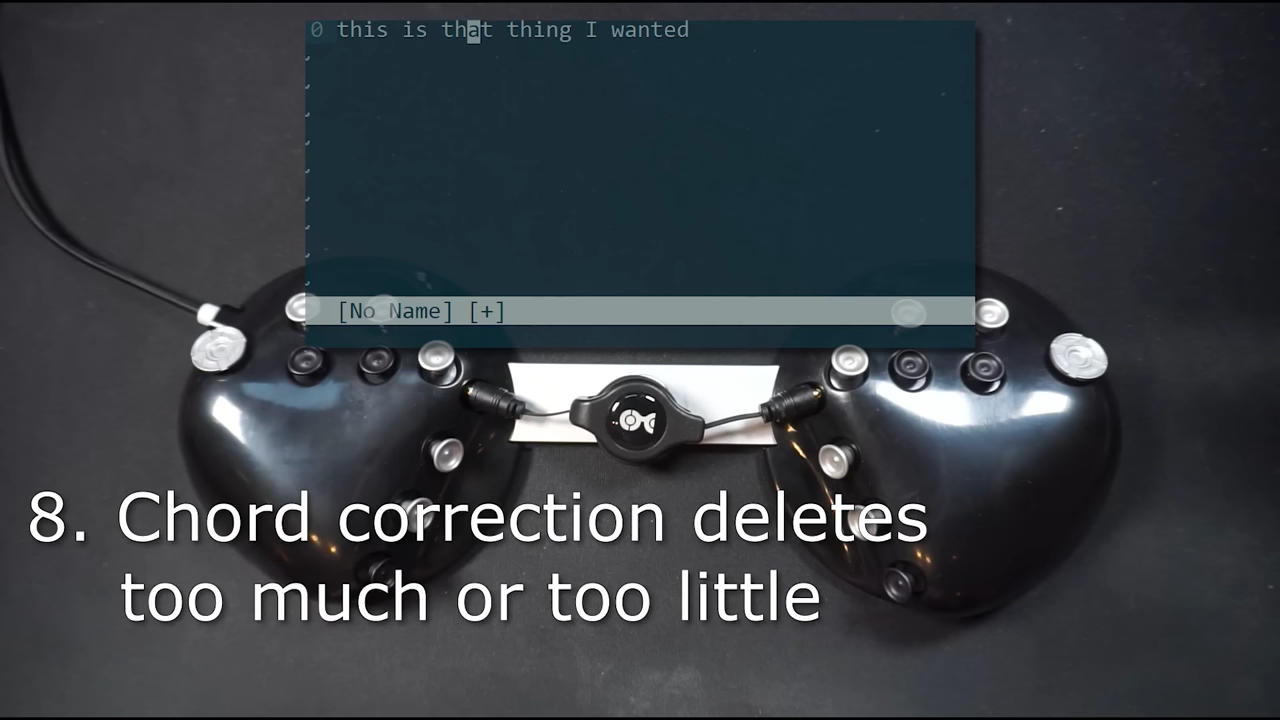 0 this is that thing I wanted
~
~
~
~
~
~
~
~
~
[No Name] [+]
8. Chord correction deletes
too much or too little